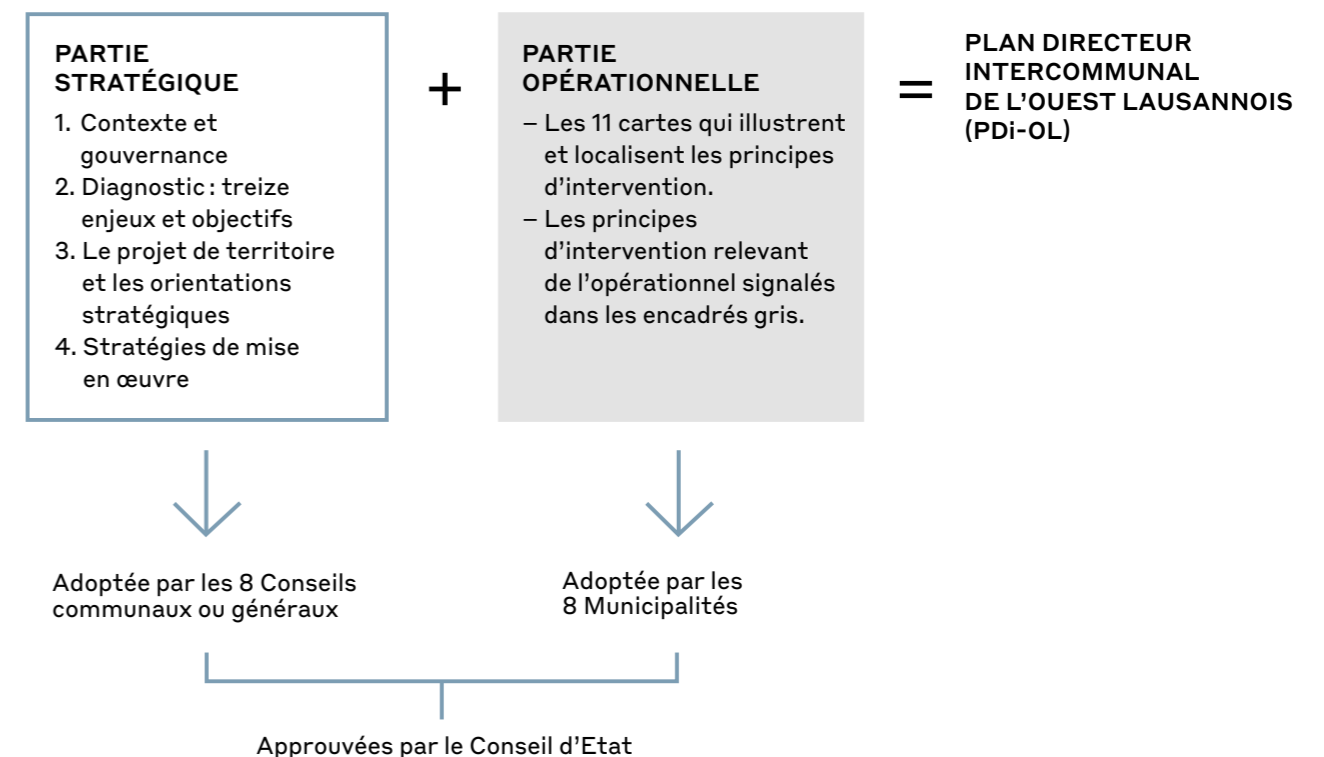 PARTIE
STRATÉGIQUE
1. Contexte et
gouvernance
2. Diagnostic : treize
enjeux et objectifs
3. Le projet de territoire
et les orientations
stratégiques
4. Stratégies de mise
en œuvre
+
PARTIE
OPÉRATIONNELLE
– Les 11 cartes qui illustrent
et localisent les principes
d’intervention.
– Les principes
d’intervention relevant
de l’opérationnel signalés
dans les encadrés gris.
=
PLAN DIRECTEUR
INTERCOMMUNAL
DE L’OUEST LAUSANNOIS
(PDi-OL)
Adoptée par les 8 Conseils
communaux ou généraux
Adoptée par les
8 Municipalités
Approuvées par le Conseil d’Etat